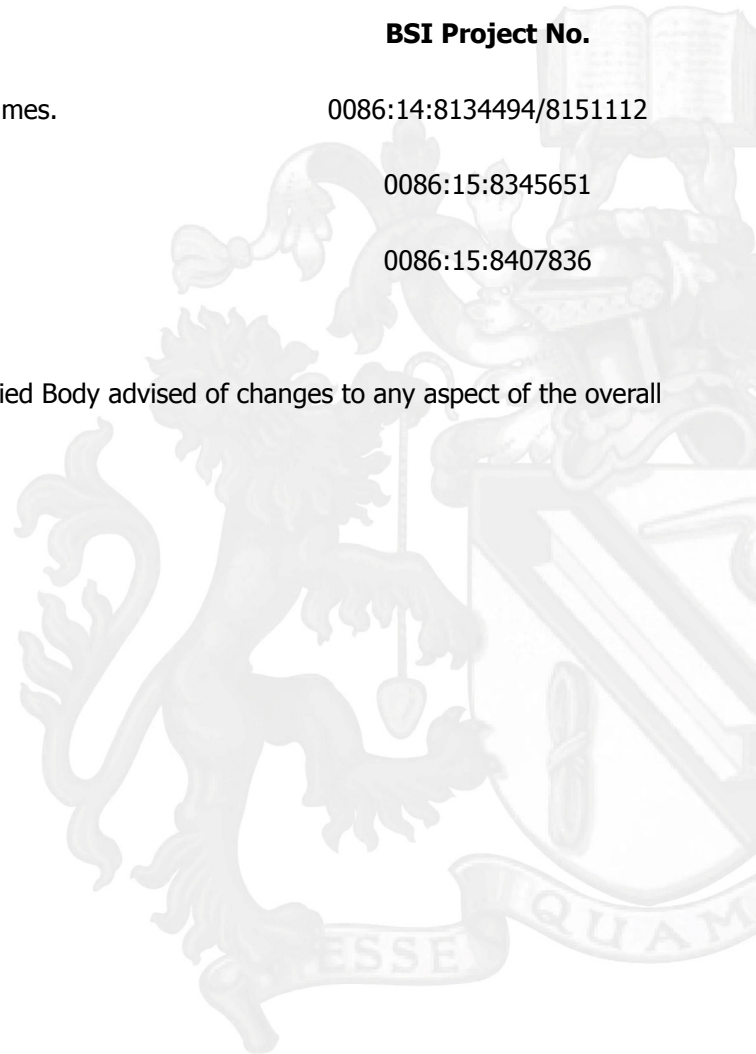 BSI Project No.
mes. 0086:14:8134494/8151112
0086:15:8345651
0086:15:8407836
ied Body advised of changes to any aspect of the overall
ESSE QUAM